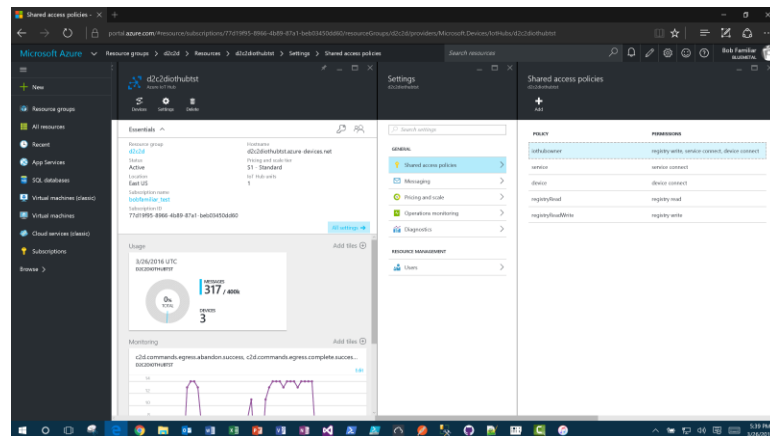 Shared access policies -
portal.azure.com/#resource/subscriptions/77d19f95-8966-4b89-87a1-beb03450dd60/resourceGroups/d2c2d/providers/Microsoft.Devices/IotHubs/d2c2diothubtst
Microsoft Azure
Resource groups > d2c2d > Resources > d2c2diothubtst > Settings > Shared access policies
Search resources
Bob Familiar
BLUEMETAL
New
Resource groups
All resources
Recent
App Services
SQL databases
Virtual machines (classic)
Virtual machines
Cloud services (classic)
Subscriptions
Browse >
d2c2diothubtst
Azure IoT Hub
Devices Settings Delete
Essentials
Resource group
d2c2d
Status
Active
Location
East US
Subscription name
bobfamiliar_test
Subscription ID
77d19f95-8966-4b89-87a1-beb03450dd60
Hostname
d2c2diothubtst.azure-devices.net
Pricing and scale tier
S1 - Standard
IoT Hub units
1
All settings
Usage
Add tiles
3/26/2016 UTC
D2C2DIOTHUBTST
0%
TOTAL
MESSAGES
317 / 400k
DEVICES
3
Monitoring
Add tiles
c2d.commands.egress.abandon.success, c2d.commands.egress.complete.succes...
D2C2DIOTHUBTST
Edit
Settings
d2c2diothubtst
Search settings
GENERAL
Shared access policies
Messaging
Pricing and scale
Operations monitoring
Diagnostics
RESOURCE MANAGEMENT
Users
Shared access policies
d2c2diothubtst
Add
POLICY PERMISSIONS
iothubowner registry write, service connect, device connect
service service connect
device device connect
registryRead registry read
registryReadWrite registry write
5:39 PM